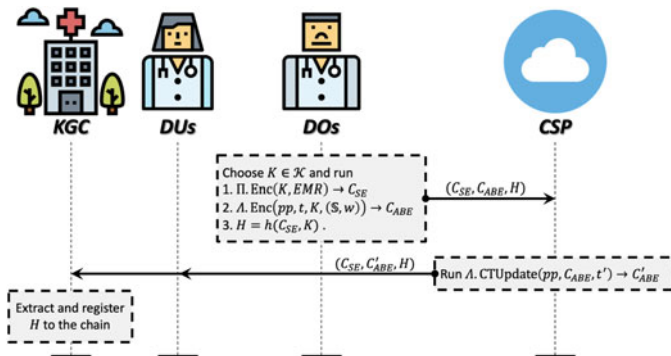 KGC
DUs
DOs
CSP
Choose K ∈ 𝒦 and run
1. Π.Enc(K, EMR) → C_SE
2. Λ.Enc(pp, t, K, (𝕊, w)) → C_ABE
3. H = h(C_SE, K) .
(C_SE, C_ABE, H)
(C_SE, C′_ABE, H)
Run Λ.CTUpdate(pp, C_ABE, t′) → C′_ABE
Extract and register
H to the chain